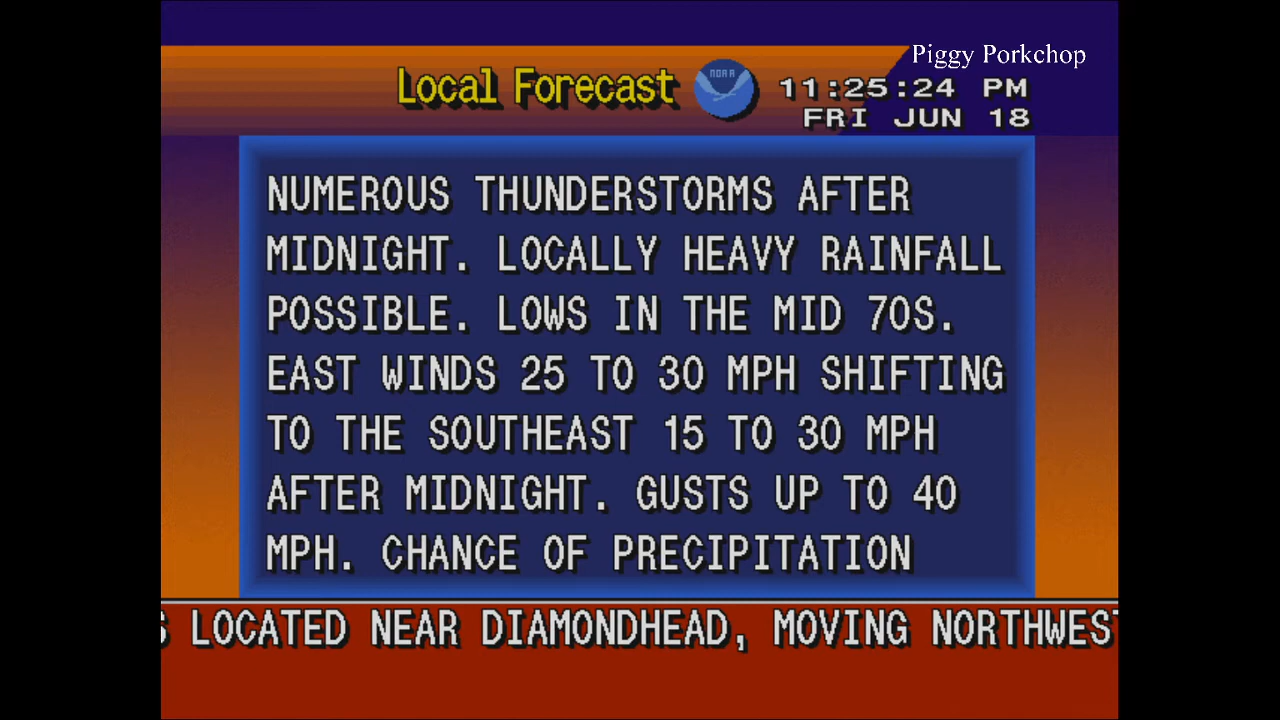 Piggy Porkchop
Local Forecast
NOAA
11:25:24 PM
FRI JUN 18
NUMEROUS THUNDERSTORMS AFTER
MIDNIGHT. LOCALLY HEAVY RAINFALL
POSSIBLE. LOWS IN THE MID 70S.
EAST WINDS 25 TO 30 MPH SHIFTING
TO THE SOUTHEAST 15 TO 30 MPH
AFTER MIDNIGHT. GUSTS UP TO 40
MPH. CHANCE OF PRECIPITATION
S LOCATED NEAR DIAMONDHEAD, MOVING NORTHWEST